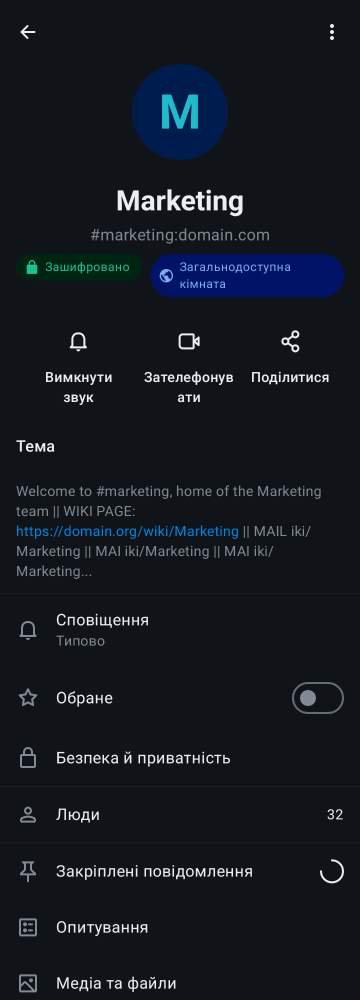 M
Marketing
#marketing:domain.com
Зашифровано
Загальнодоступна
кімната
Вимкнути
звук
Зателефонув
ати
Поділитися
Тема
Welcome to #marketing, home of the Marketing
team || WIKI PAGE:
https://domain.org/wiki/Marketing || MAIL iki/
Marketing || MAI iki/Marketing || MAI iki/
Marketing...
Сповіщення
Типово
Обране
Безпека й приватність
Люди
32
Закріплені повідомлення
Опитування
Медіа та файли